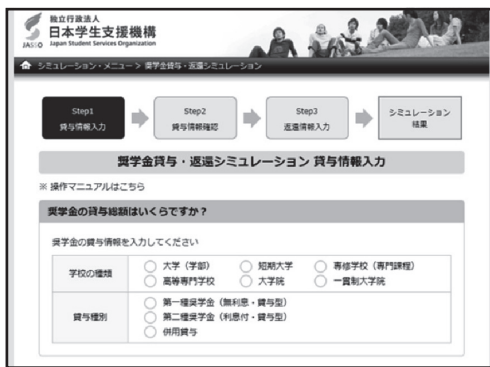 独立行政法人
日本学生支援機構
JASSO Japan Student Services Organization
シミュレーション・メニュー > 奨学金貸与・返還シミュレーション
Step1
貸与情報入力
Step2
貸与情報確認
Step3
返還情報入力
シミュレーション
結果
奨学金貸与・返還シミュレーション 貸与情報入力
※ 操作マニュアルはこちら
奨学金の貸与総額はいくらですか？
奨学金の貸与情報を入力してください
学校の種類
大学（学部） 短期大学 専修学校（専門課程）
高等専門学校 大学院 一貫制大学院
貸与種別
第一種奨学金（無利息・貸与型）
第二種奨学金（利息付・貸与型）
併用貸与